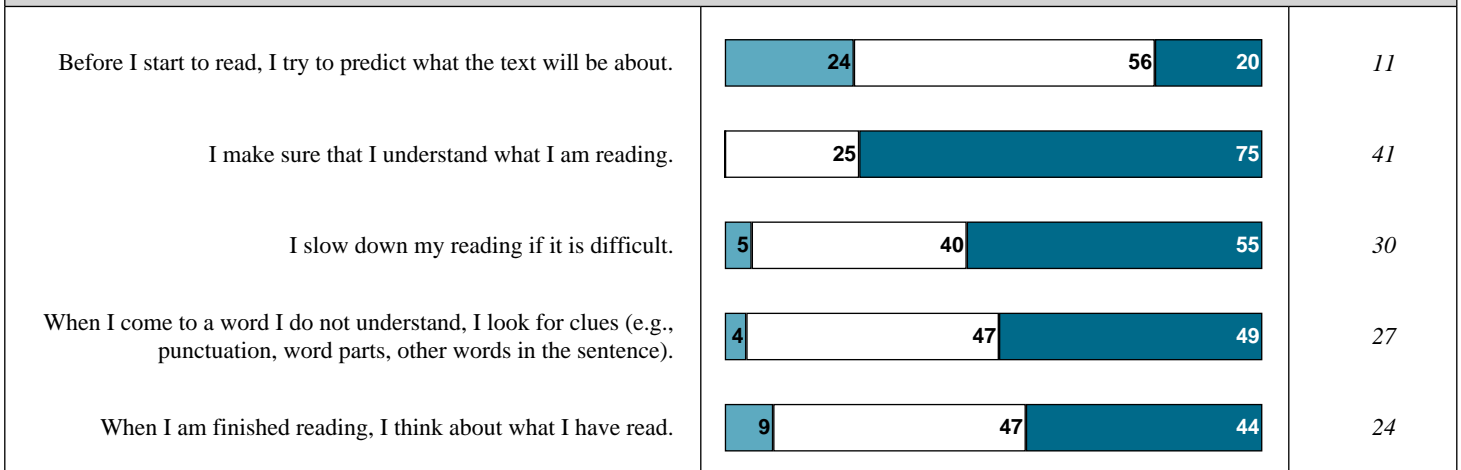 Before I start to read, I try to predict what the text will be about. 24 56 20 11
I make sure that I understand what I am reading. 25 75 41
I slow down my reading if it is difficult. 5 40 55 30
When I come to a word I do not understand, I look for clues (e.g.,
punctuation, word parts, other words in the sentence). 4 47 49 27
When I am finished reading, I think about what I have read. 9 47 44 24